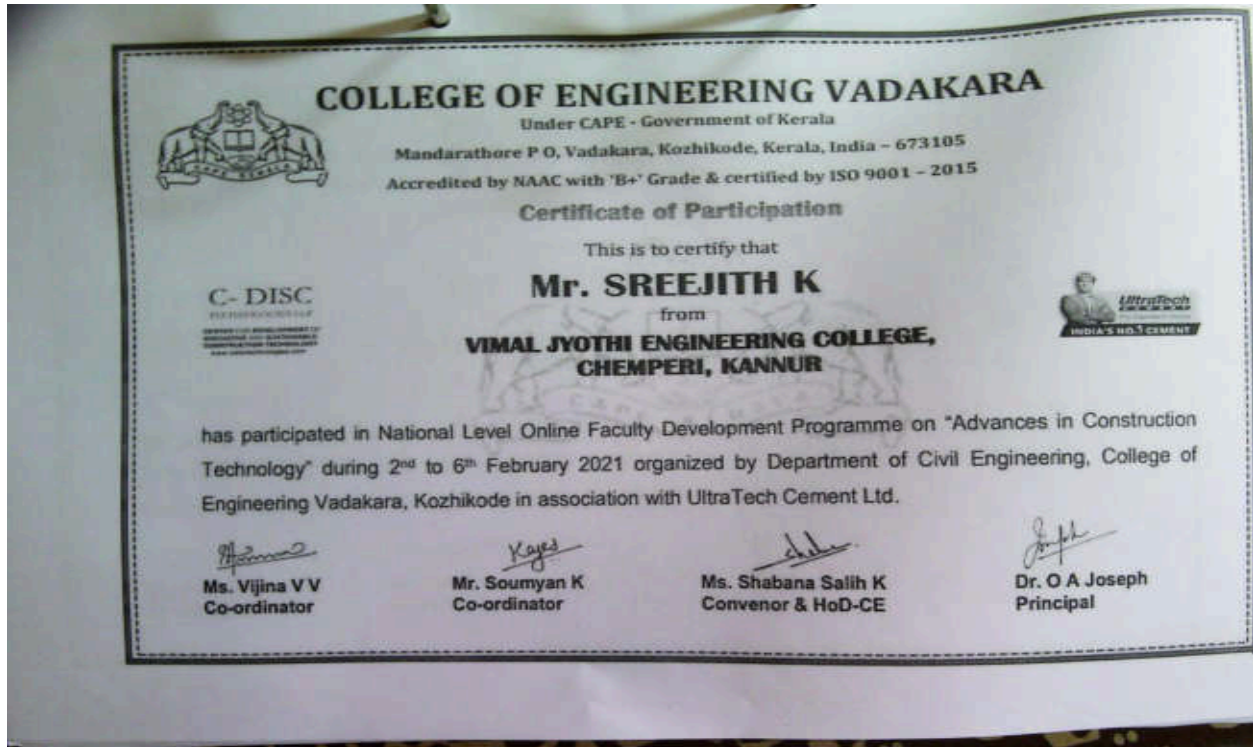 COLLEGE OF ENGINEERING VADAKARA
Under CAPE - Government of Kerala
Mandarathore P O, Vadakara, Kozhikode, Kerala, India – 673105
Accredited by NAAC with 'B+' Grade & certified by ISO 9001 – 2015
Certificate of Participation
This is to certify that
Mr. SREEJITH K
from
VIMAL JYOTHI ENGINEERING COLLEGE,
CHEMPERI, KANNUR
C- DISC
UltraTech
CEMENT
INDIA'S NO.1 CEMENT
CAPE KERALA
has participated in National Level Online Faculty Development Programme on "Advances in Construction
Technology" during 2nd to 6th February 2021 organized by Department of Civil Engineering, College of
Engineering Vadakara, Kozhikode in association with UltraTech Cement Ltd.
Ms. Vijina V V
Co-ordinator
Mr. Soumyan K
Co-ordinator
Ms. Shabana Salih K
Convenor & HoD-CE
Dr. O A Joseph
Principal